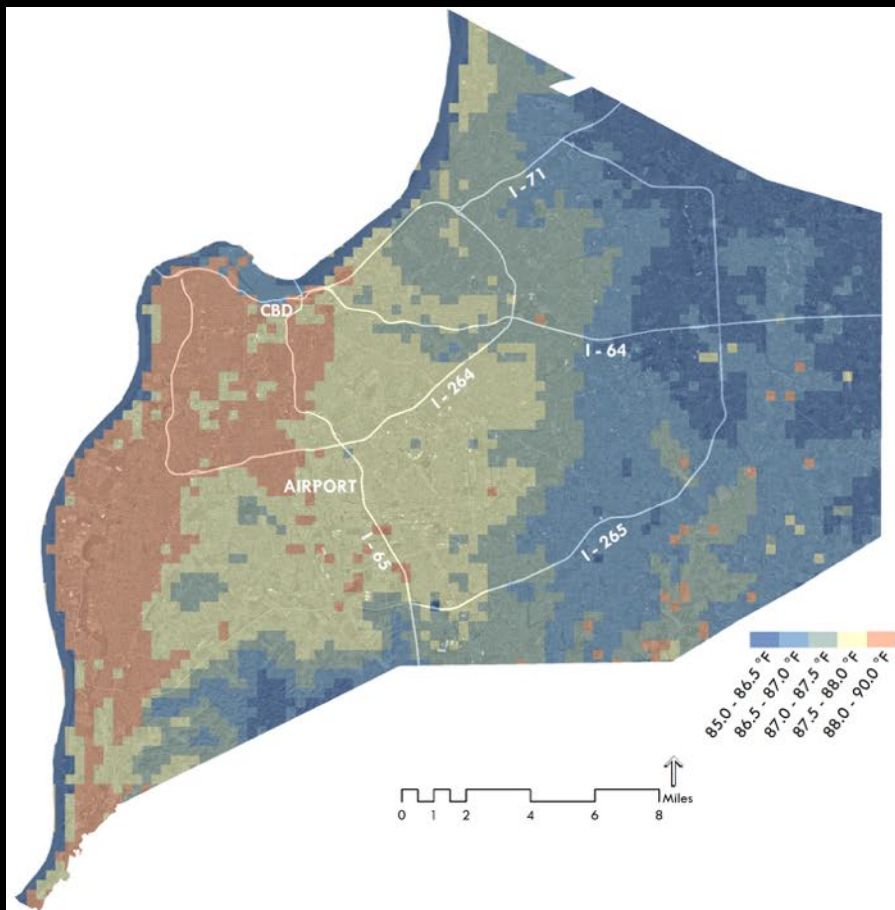 I - 71
CBD
I - 64
I - 264
AIRPORT
I - 65
I - 265
85.0 - 86.5 °F
86.5 - 87.0 °F
87.0 - 87.5 °F
87.5 - 88.0 °F
88.0 - 90.0 °F
Miles
0 1 2 4 6 8